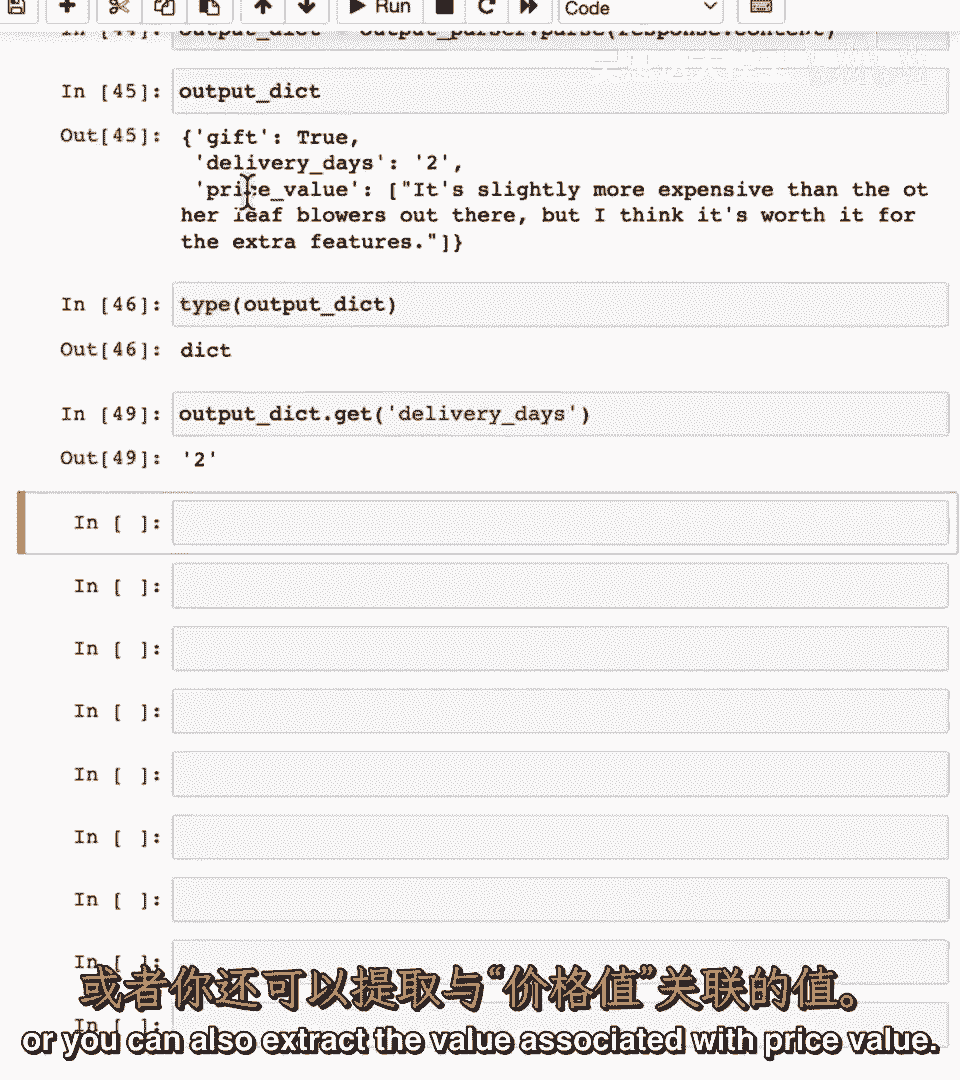 Run
Code
In [44]: output_dict = output_parser.parse(response.content)
In [45]: output_dict
Out[45]: {'gift': True,
'delivery_days': '2',
'price_value': ["It's slightly more expensive than the ot
her leaf blowers out there, but I think it's worth it for
the extra features."]}
In [46]: type(output_dict)
Out[46]: dict
In [49]: output_dict.get('delivery_days')
Out[49]: '2'
In [ ]:
In [ ]:
In [ ]:
In [ ]:
In [ ]:
In [ ]:
In [ ]:
In [ ]:
或者你还可以提取与“价格值”关联的值。
In [ ]:
or you can also extract the value associated with price value.